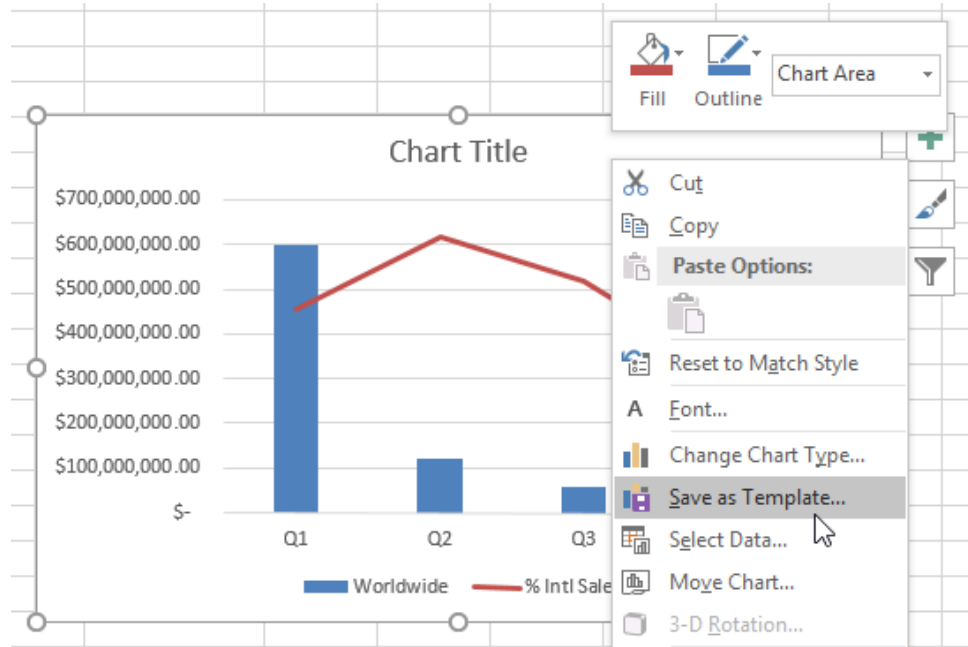 Fill Outline Chart Area
Chart Title
$700,000,000.00
$600,000,000.00
$500,000,000.00
$400,000,000.00
$300,000,000.00
$200,000,000.00
$100,000,000.00
$-
Q1 Q2 Q3
Worldwide % Intl Sale
Cut
Copy
Paste Options:
Reset to Match Style
A Font...
Change Chart Type...
Save as Template...
Select Data...
Move Chart...
3-D Rotation...